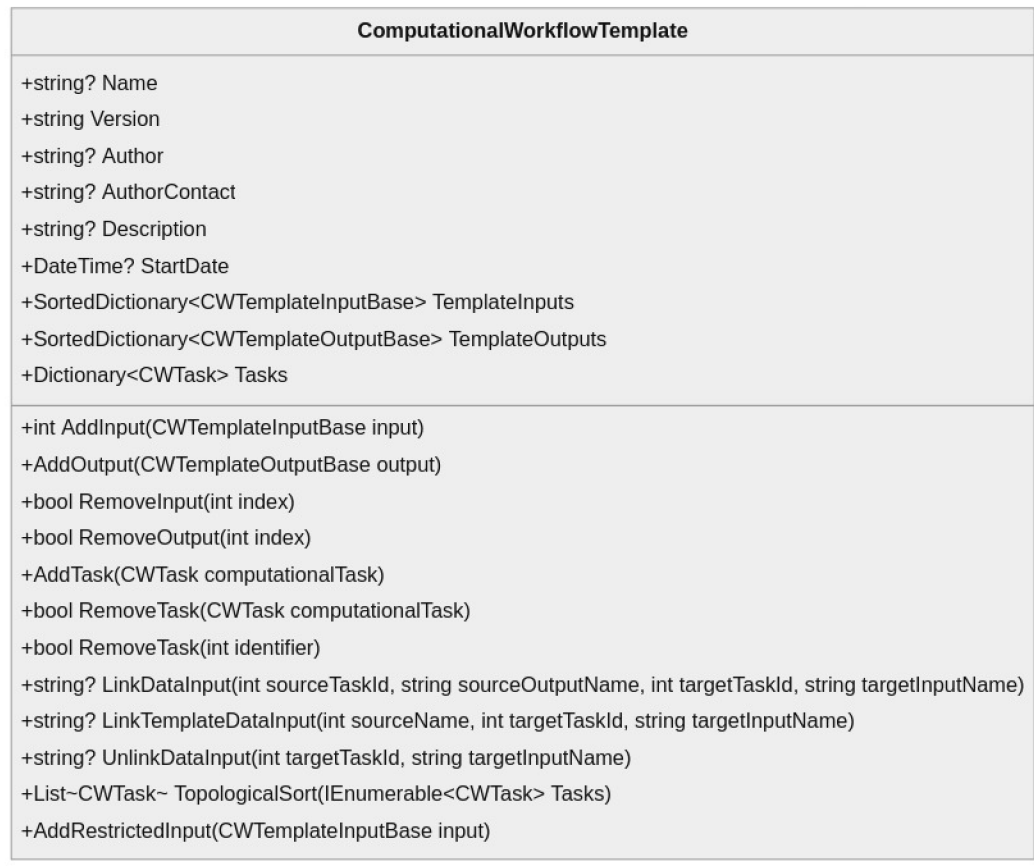 ComputationalWorkflowTemplate
+string? Name
+string Version
+string? Author
+string? AuthorContact
+string? Description
+DateTime? StartDate
+SortedDictionary<CWTemplateInputBase> TemplateInputs
+SortedDictionary<CWTemplateOutputBase> TemplateOutputs
+Dictionary<CWTask> Tasks
+int AddInput(CWTemplateInputBase input)
+AddOutput(CWTemplateOutputBase output)
+bool RemoveInput(int index)
+bool RemoveOutput(int index)
+AddTask(CWTask computationalTask)
+bool RemoveTask(CWTask computationalTask)
+bool RemoveTask(int identifier)
+string? LinkDataInput(int sourceTaskId, string sourceOutputName, int targetTaskId, string targetInputName)
+string? LinkTemplateDataInput(int sourceName, int targetTaskId, string targetInputName)
+string? UnlinkDataInput(int targetTaskId, string targetInputName)
+List~CWTask~ TopologicalSort(IEnumerable<CWTask> Tasks)
+AddRestrictedInput(CWTemplateInputBase input)